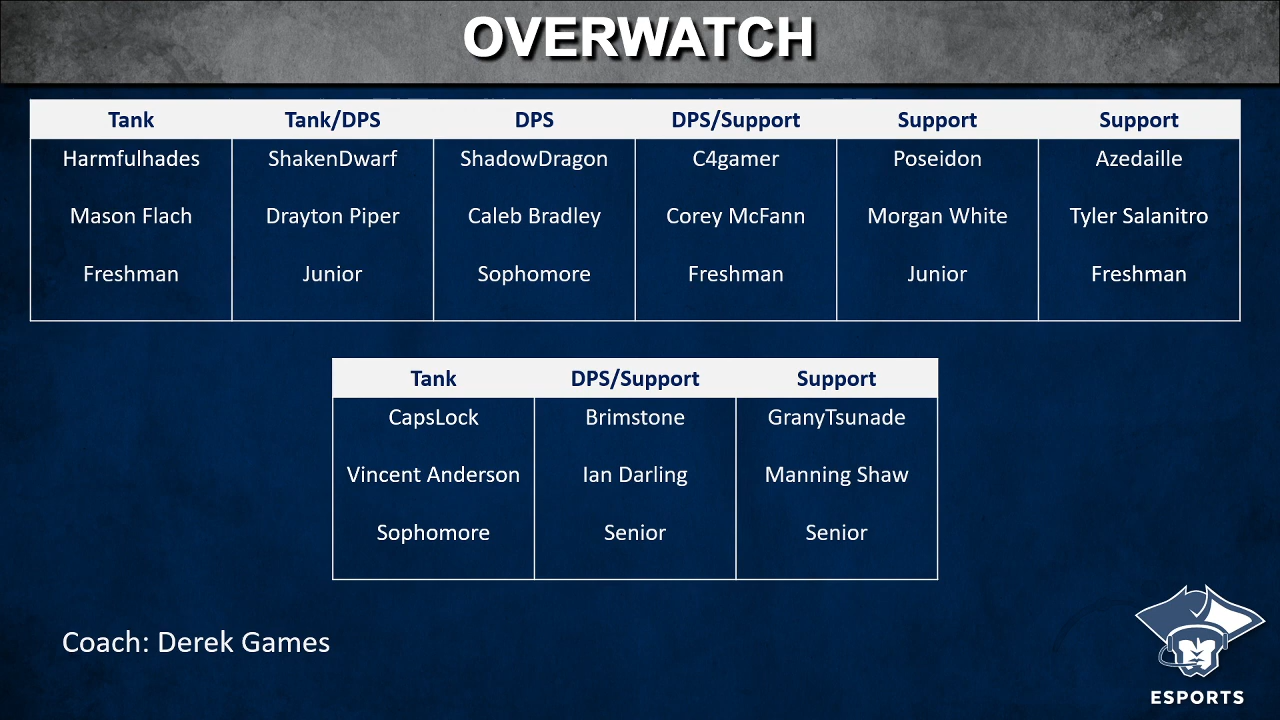 OVERWATCH
Tank Tank/DPS DPS DPS/Support Support Support
Harmfulhades ShakenDwarf ShadowDragon C4gamer Poseidon Azedaille
Mason Flach Drayton Piper Caleb Bradley Corey McFann Morgan White Tyler Salanitro
Freshman Junior Sophomore Freshman Junior Freshman
Tank DPS/Support Support
CapsLock Brimstone GranyTsunade
Vincent Anderson Ian Darling Manning Shaw
Sophomore Senior Senior
Coach: Derek Games
ESPORTS